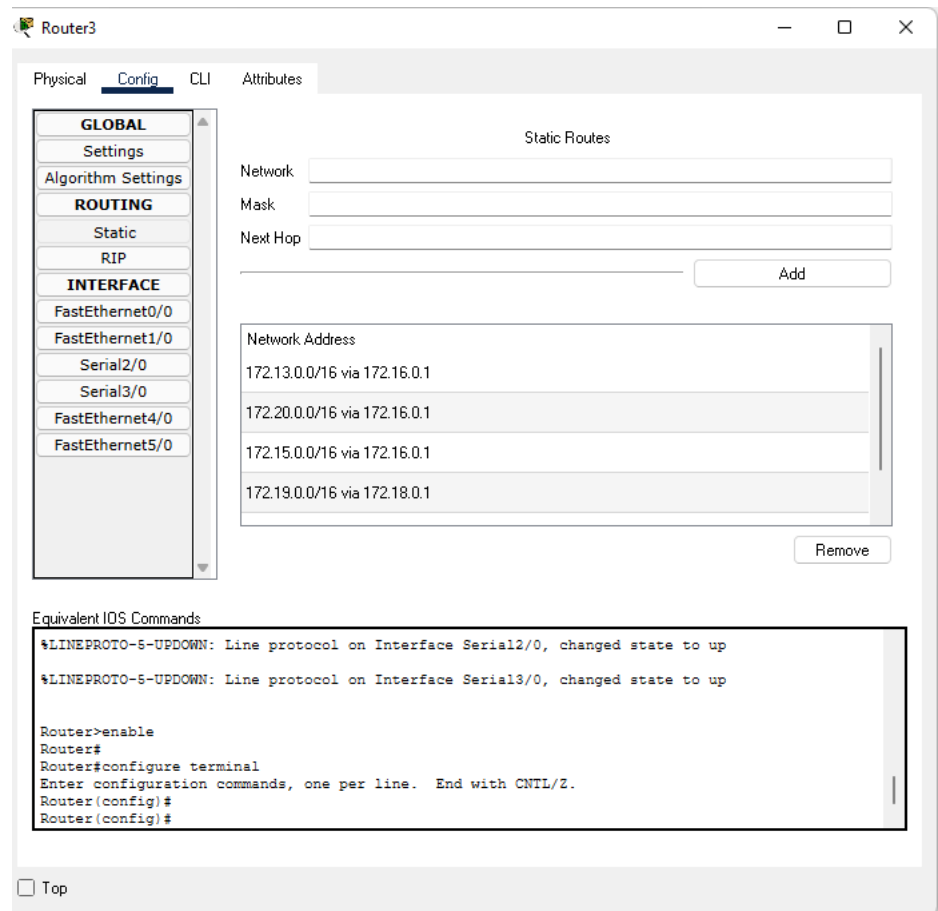 Router3
Physical Config CLI Attributes
GLOBAL
Settings
Algorithm Settings
ROUTING
Static
RIP
INTERFACE
FastEthernet0/0
FastEthernet1/0
Serial2/0
Serial3/0
FastEthernet4/0
FastEthernet5/0
Static Routes
Network
Mask
Next Hop
Add
Network Address
172.13.0.0/16 via 172.16.0.1
172.20.0.0/16 via 172.16.0.1
172.15.0.0/16 via 172.16.0.1
172.19.0.0/16 via 172.18.0.1
Remove
Equivalent IOS Commands
%LINEPROTO-5-UPDOWN: Line protocol on Interface Serial2/0, changed state to up
%LINEPROTO-5-UPDOWN: Line protocol on Interface Serial3/0, changed state to up
Router>enable
Router#
Router#configure terminal
Enter configuration commands, one per line.  End with CNTL/Z.
Router(config)#
Router(config)#
Top